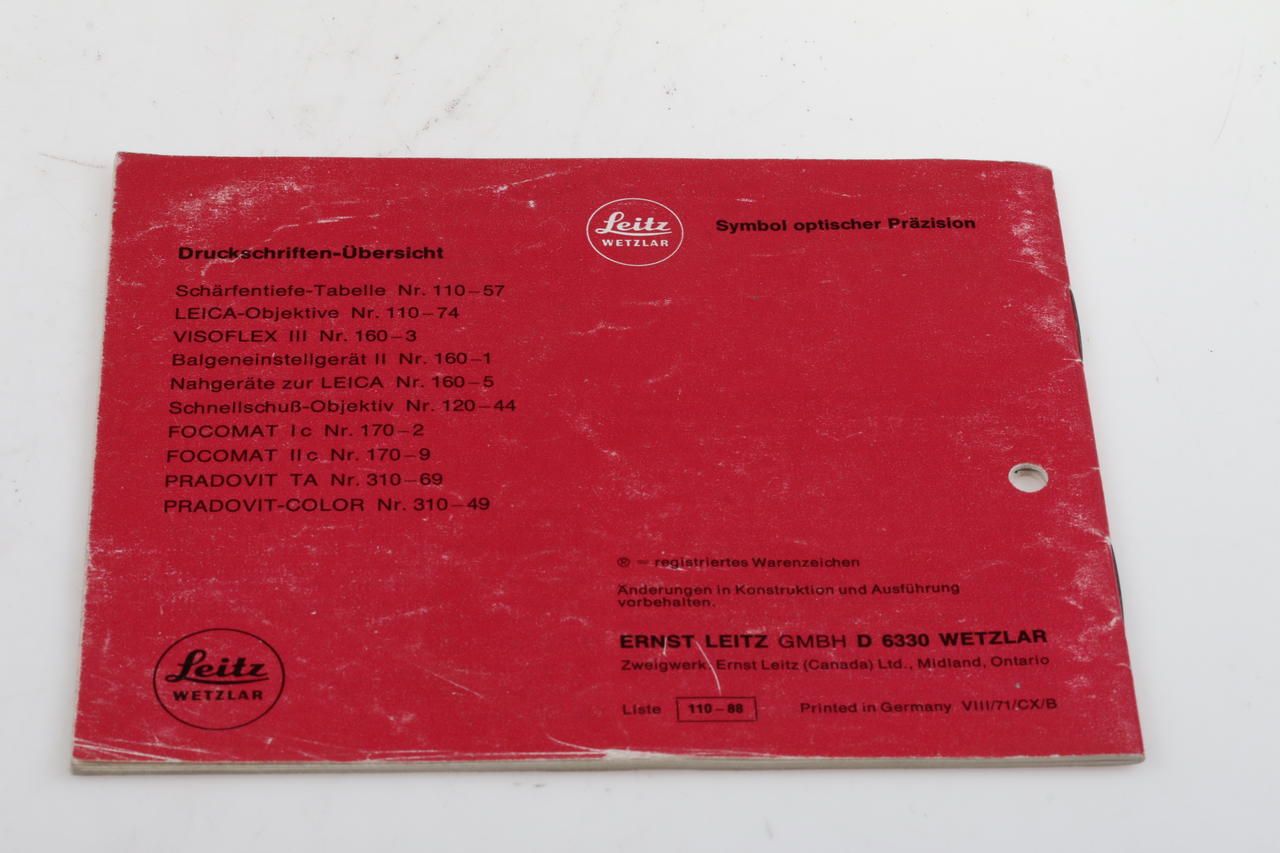 Leitz
WETZLAR
Symbol optischer Präzision
Druckschriften-Übersicht
Schärfentiefe-Tabelle Nr. 110–57
LEICA-Objektive Nr. 110–74
VISOFLEX III Nr. 160–3
Balgeneinstellgerät II Nr. 160–1
Nahgeräte zur LEICA Nr. 160–5
Schnellschuß-Objektiv Nr. 120–44
FOCOMAT Ic Nr. 170–2
FOCOMAT IIc Nr. 170–9
PRADOVIT TA Nr. 310–69
PRADOVIT-COLOR Nr. 310–49
® = registriertes Warenzeichen
Änderungen in Konstruktion und Ausführung
vorbehalten.
ERNST LEITZ GMBH D 6330 WETZLAR
Zweigwerk: Ernst Leitz (Canada) Ltd., Midland, Ontario
Liste 110–88 Printed in Germany VIII/71/CX/B
Leitz
WETZLAR